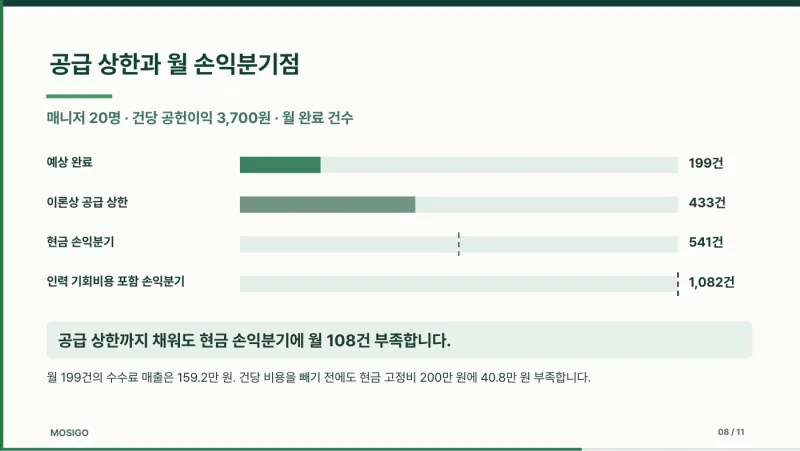 공급 상한과 월 손익분기점
매니저 20명 · 건당 공헌이익 3,700원 · 월 완료 건수
예상 완료 199건
이론상 공급 상한 433건
현금 손익분기 541건
인력 기회비용 포함 손익분기 1,082건
공급 상한까지 채워도 현금 손익분기에 월 108건 부족합니다.
월 199건의 수수료 매출은 159.2만 원. 건당 비용을 빼기 전에도 현금 고정비 200만 원에 40.8만 원 부족합니다.
MOSIGO 08 / 11